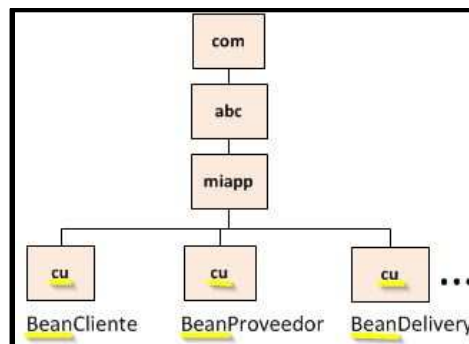 com
abc
miapp
cu cu cu ...
BeanCliente BeanProveedor BeanDelivery